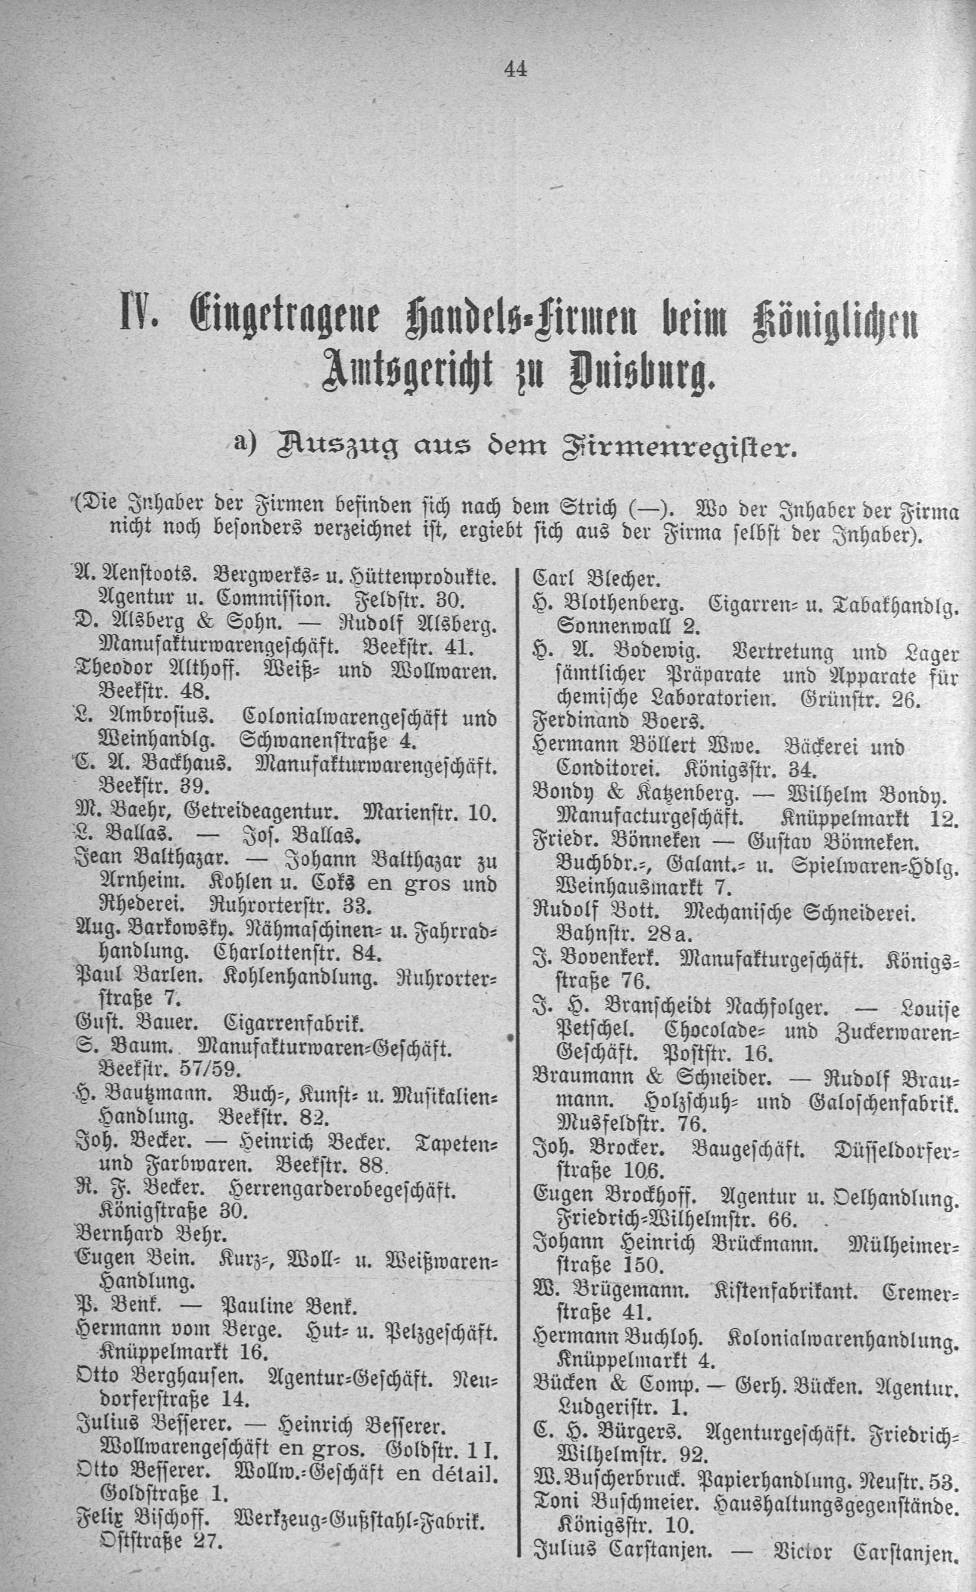 44
IV. Eingetragene Handels-Firmen beim Königlichen
Amtsgericht zu Duisburg.
a) Auszug aus dem Firmenregister.
(Die Inhaber der Firmen befinden sich nach dem Strich (—). Wo der Inhaber der Firma
nicht noch besonders verzeichnet ist, ergiebt sich aus der Firma selbst der Inhaber).
A. Aenstoots. Bergwerks- u. Hüttenprodukte.
Agentur u. Commission. Feldstr. 30.
D. Alsberg & Sohn. — Rudolf Alsberg.
Manufakturwarengeschäft. Beekstr. 41.
Theodor Althoff. Weiß- und Wollwaren.
Beekstr. 48.
L. Ambrosius. Colonialwarengeschäft und
Weinhandlg. Schwanenstraße 4.
C. A. Backhaus. Manufakturwarengeschäft.
Beekstr. 39.
M. Baehr, Getreideagentur. Marienstr. 10.
L. Ballas. — Jos. Ballas.
Jean Balthazar. — Johann Balthazar zu
Arnheim. Kohlen u. Coks en gros und
Rhederei. Ruhrorterstr. 33.
Aug. Barkowsky. Nähmaschinen- u. Fahrrad-
handlung. Charlottenstr. 84.
Paul Barlen. Kohlenhandlung. Ruhrorter-
straße 7.
Gust. Bauer. Cigarrenfabrik.
S. Baum. Manufakturwaren-Geschäft.
Beekstr. 57/59.
H. Bautzmann. Buch-, Kunst- u. Musikalien-
Handlung. Beekstr. 82.
Joh. Becker. — Heinrich Becker. Tapeten-
und Farbwaren. Beekstr. 88.
R. F. Becker. Herrengarderobegeschäft.
Königstraße 30.
Bernhard Behr.
Eugen Bein. Kurz-, Woll- u. Weißwaren-
Handlung.
P. Benk. — Pauline Benk.
Hermann vom Berge. Hut- u. Pelzgeschäft.
Knüppelmarkt 16.
Otto Berghausen. Agentur-Geschäft. Neu-
dorferstraße 14.
Julius Besserer. — Heinrich Besserer.
Wollwarengeschäft en gros. Goldstr. 1 I.
Otto Besserer. Wollw.-Geschäft en détail.
Goldstraße 1.
Felix Bischoff. Werkzeug-Gußstahl-Fabrik.
Oststraße 27.
Carl Blecher.
H. Blothenberg. Cigarren- u. Tabakhandlg.
Sonnenwall 2.
H. A. Bodewig. Vertretung und Lager
sämtlicher Präparate und Apparate für
chemische Laboratorien. Grünstr. 26.
Ferdinand Boers.
Hermann Böllert Wwe. Bäckerei und
Conditorei. Königsstr. 34.
Bondy & Katzenberg. — Wilhelm Bondy.
Manufacturgeschäft. Knüppelmarkt 12.
Friedr. Bönneken — Gustav Bönneken.
Buchbdr.-, Galant.- u. Spielwaren-Hdlg.
Weinhausmarkt 7.
Rudolf Bott. Mechanische Schneiderei.
Bahnstr. 28a.
J. Bovenkerk. Manufakturgeschäft. Königs-
straße 76.
J. H. Branscheidt Nachfolger. — Louise
Petschel. Chocolade- und Zuckerwaren-
Geschäft. Poststr. 16.
Braumann & Schneider. — Rudolf Brau-
mann. Holzschuh- und Galoschenfabrik.
Musfeldstr. 76.
Joh. Brocker. Baugeschäft. Düsseldorfer-
straße 106.
Eugen Brockhoff. Agentur u. Oelhandlung.
Friedrich-Wilhelmstr. 66.
Johann Heinrich Brückmann. Mülheimer-
straße 150.
W. Brügemann. Kistenfabrikant. Cremer-
straße 41.
Hermann Buchloh. Kolonialwarenhandlung.
Knüppelmarkt 4.
Bücken & Comp. — Gerh. Bücken. Agentur.
Ludgeristr. 1.
C. H. Bürgers. Agenturgeschäft. Friedrich-
Wilhelmstr. 92.
W. Buscherbruck. Papierhandlung. Neustr. 53.
Toni Buschmeier. Haushaltungsgegenstände.
Königsstr. 10.
Julius Carstanjen. — Victor Carstanjen.